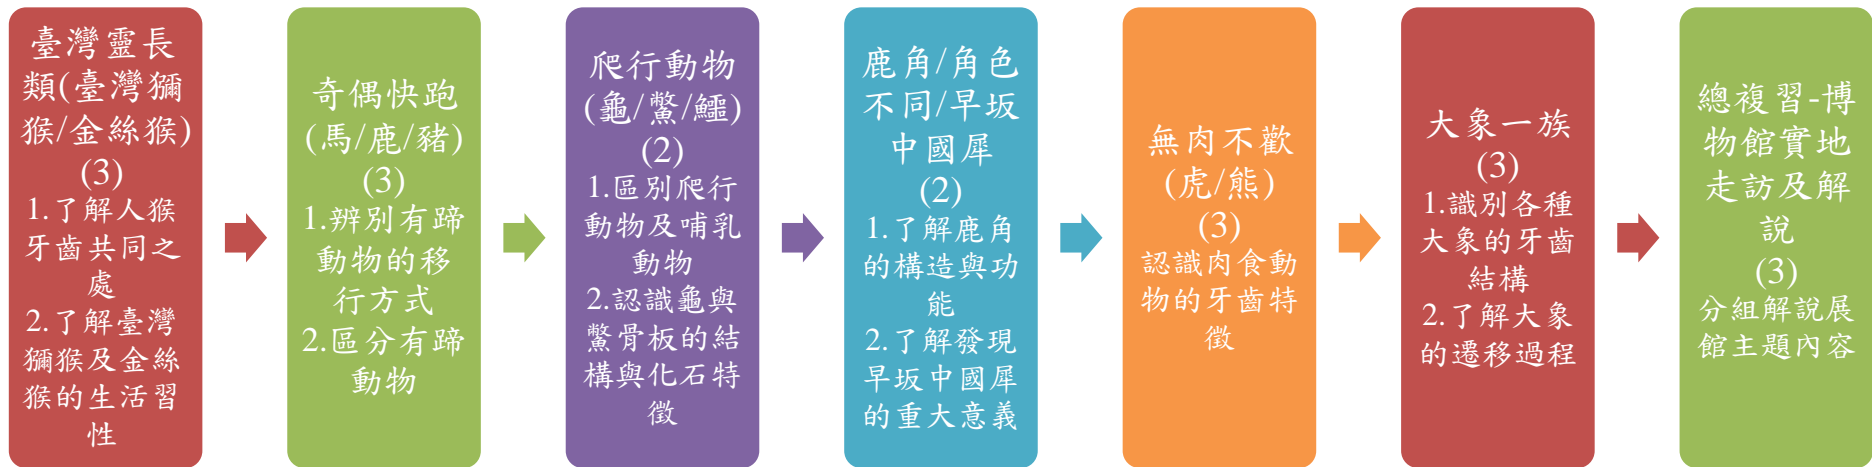 臺灣靈長
類(臺灣獼
猴/金絲猴)
(3)
1.了解人猴
牙齒共同之
處
2.了解臺灣
獼猴及金絲
猴的生活習
性
奇偶快跑
(馬/鹿/豬)
(3)
1.辨別有蹄
動物的移
行方式
2.區分有蹄
動物
爬行動物
(龜/鱉/鱷)
(2)
1.區別爬行
動物及哺乳
動物
2.認識龜與
鱉骨板的結
構與化石特
徵
鹿角/角色
不同/早坂
中國犀
(2)
1.了解鹿角
的構造與功
能
2.了解發現
早坂中國犀
的重大意義
無肉不歡
(虎/熊)
(3)
認識肉食動
物的牙齒特
徵
大象一族
(3)
1.識別各種
大象的牙齒
結構
2.了解大象
的遷移過程
總複習-博
物館實地
走訪及解
說
(3)
分組解說展
館主題內容